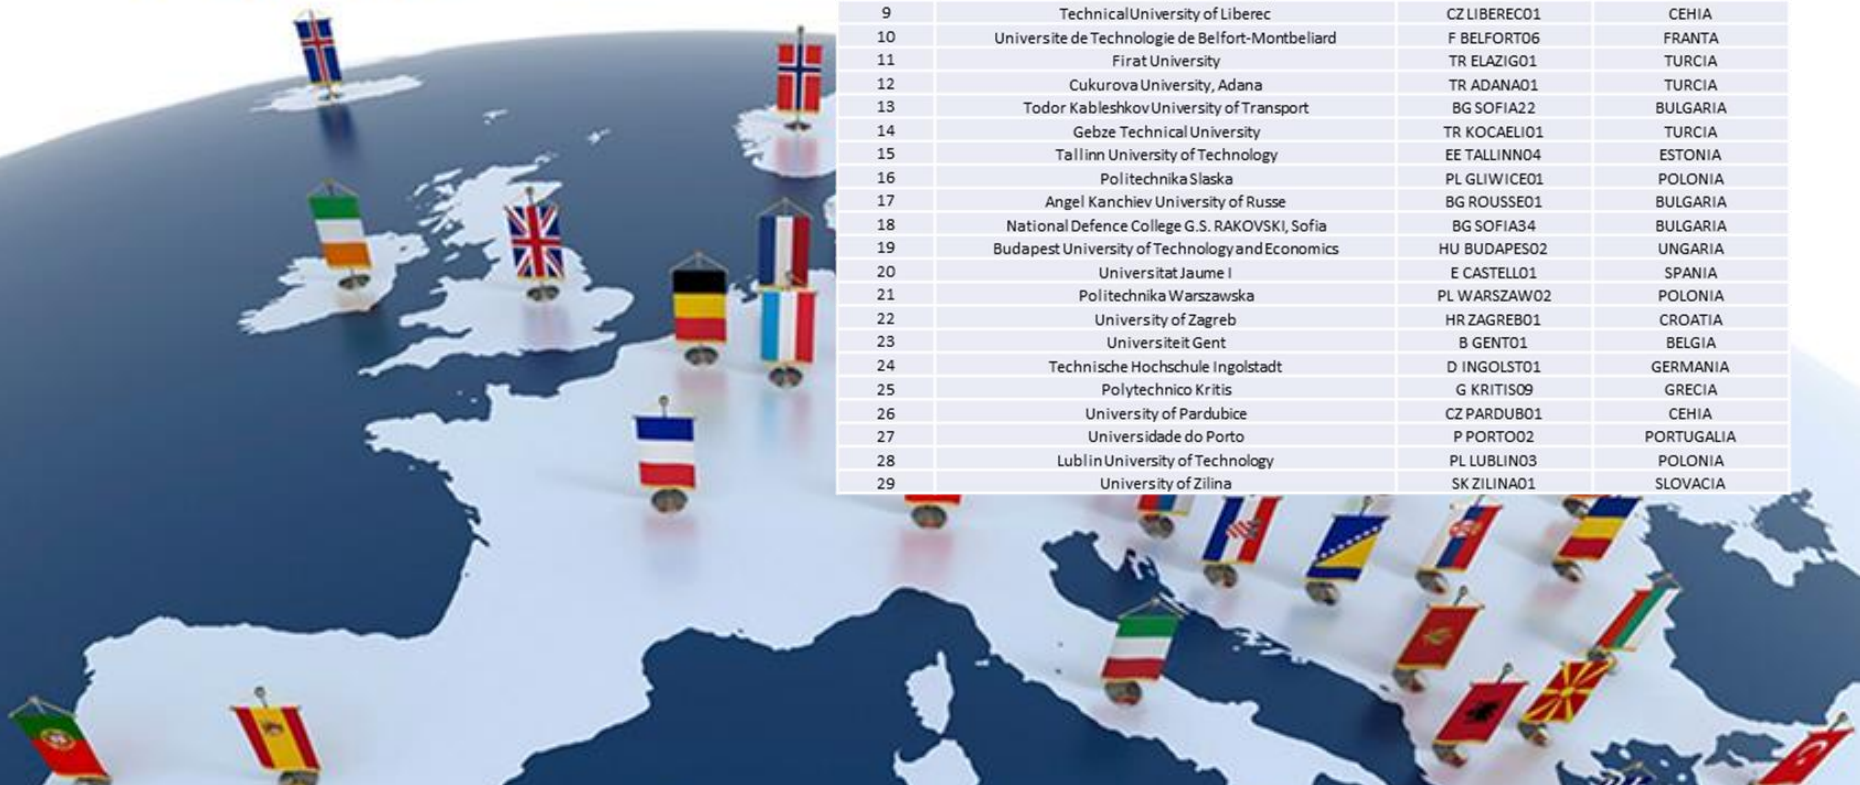 9 Technical University of Liberec CZ LIBEREC01 CEHIA
10 Universite de Technologie de Belfort-Montbeliard F BELFORT06 FRANTA
11 Firat University TR ELAZIG01 TURCIA
12 Cukurova University, Adana TR ADANA01 TURCIA
13 Todor Kableshkov University of Transport BG SOFIA22 BULGARIA
14 Gebze Technical University TR KOCAELI01 TURCIA
15 Tallinn University of Technology EE TALLINN04 ESTONIA
16 Politechnika Slaska PL GLIWICE01 POLONIA
17 Angel Kanchiev University of Russe BG ROUSSE01 BULGARIA
18 National Defence College G.S. RAKOVSKI, Sofia BG SOFIA34 BULGARIA
19 Budapest University of Technology and Economics HU BUDAPES02 UNGARIA
20 Universitat Jaume I E CASTELL01 SPANIA
21 Politechnika Warszawska PL WARSZAW02 POLONIA
22 University of Zagreb HR ZAGREB01 CROATIA
23 Universiteit Gent B GENT01 BELGIA
24 Technische Hochschule Ingolstadt D INGOLST01 GERMANIA
25 Polytechnico Kritis G KRITIS09 GRECIA
26 University of Pardubice CZ PARDUB01 CEHIA
27 Universidade do Porto P PORTO02 PORTUGALIA
28 Lublin University of Technology PL LUBLIN03 POLONIA
29 University of Zilina SK ZILINA01 SLOVACIA